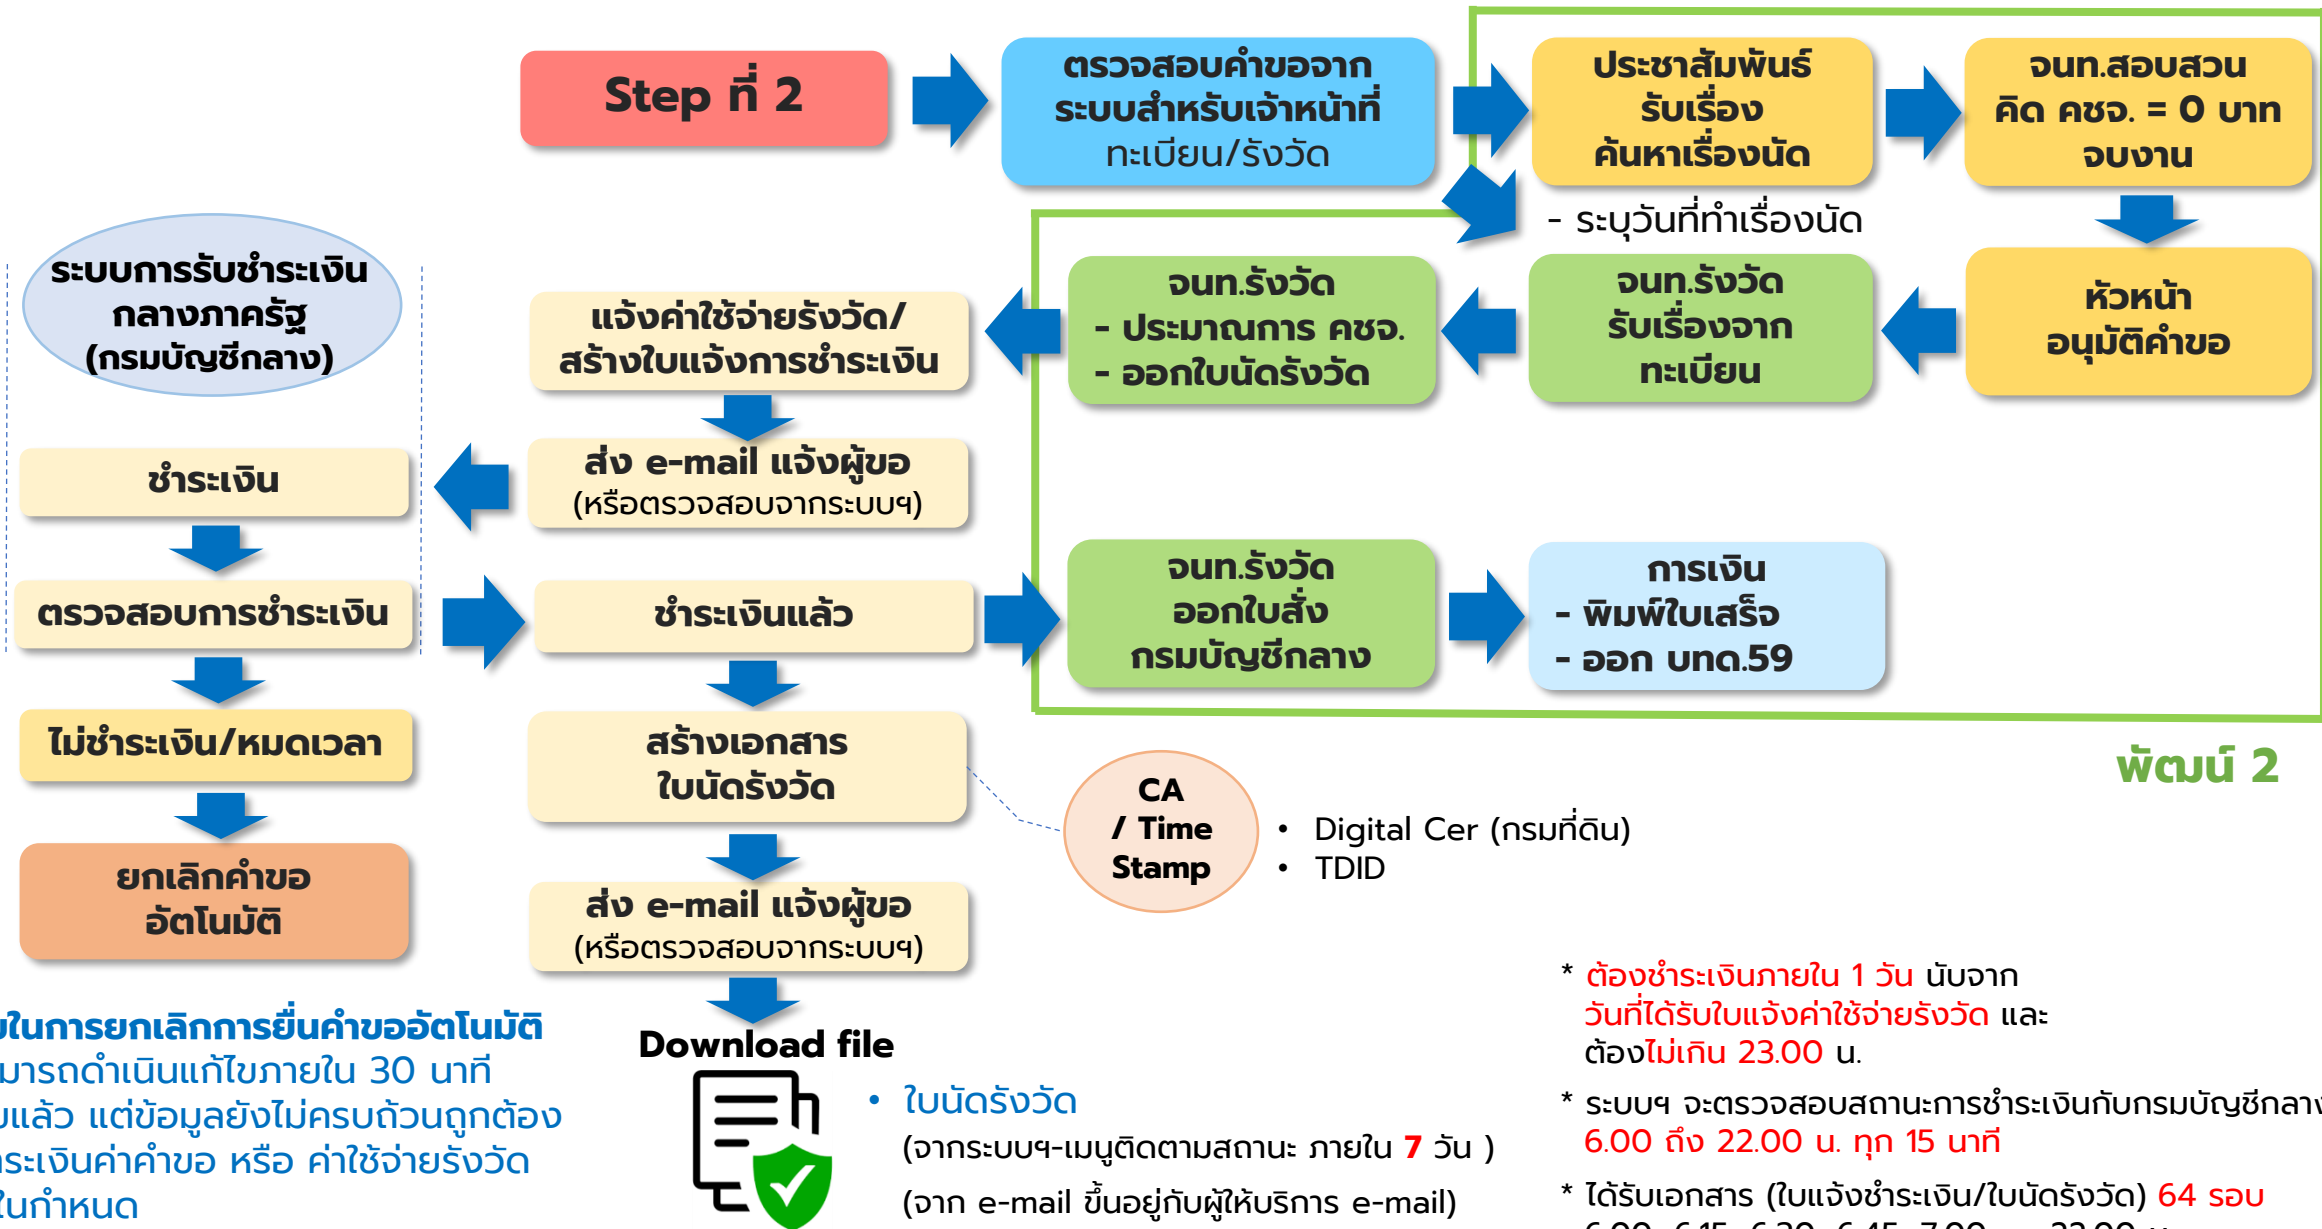 Step ที่ 2
ตรวจสอบคำขอจาก
ระบบสำหรับเจ้าหน้าที่
ทะเบียน/รังวัด
ประชาสัมพันธ์
รับเรื่อง
ค้นหาเรื่องนัด
- ระบุวันที่ทำเรื่องนัด
จนท.สอบสวน
คิด คชจ. = 0 บาท
จบงาน
หัวหน้า
อนุมัติคำขอ
จนท.รังวัด
รับเรื่องจาก
ทะเบียน
จนท.รังวัด
- ประมาณการ คชจ.
- ออกใบนัดรังวัด
แจ้งค่าใช้จ่ายรังวัด/
สร้างใบแจ้งการชำระเงิน
ส่ง e-mail แจ้งผู้ขอ
(หรือตรวจสอบจากระบบฯ)
ระบบการรับชำระเงิน
กลางภาครัฐ
(กรมบัญชีกลาง)
ชำระเงิน
ตรวจสอบการชำระเงิน
ไม่ชำระเงิน/หมดเวลา
ยกเลิกคำขอ
อัตโนมัติ
ชำระเงินแล้ว
จนท.รังวัด
ออกใบสั่ง
กรมบัญชีกลาง
การเงิน
- พิมพ์ใบเสร็จ
- ออก บทด.59
พัฒน์ 2
สร้างเอกสาร
ใบนัดรังวัด
CA
/ Time
Stamp
• Digital Cer (กรมที่ดิน)
• TDID
ส่ง e-mail แจ้งผู้ขอ
(หรือตรวจสอบจากระบบฯ)
Download file
• ใบนัดรังวัด
(จากระบบฯ-เมนูติดตามสถานะ ภายใน 7 วัน )
(จาก e-mail ขึ้นอยู่กับผู้ให้บริการ e-mail)
ในการยกเลิกการยื่นคำขออัตโนมัติ
มารถดำเนินแก้ไขภายใน 30 นาที
แล้ว แต่ข้อมูลยังไม่ครบถ้วนถูกต้อง
ระเงินค่าคำขอ หรือ ค่าใช้จ่ายรังวัด
ในกำหนด
* ต้องชำระเงินภายใน 1 วัน นับจาก
วันที่ได้รับใบแจ้งค่าใช้จ่ายรังวัด และ
ต้องไม่เกิน 23.00 น.
* ระบบฯ จะตรวจสอบสถานะการชำระเงินกับกรมบัญชีกลาง
6.00 ถึง 22.00 น. ทุก 15 นาที
* ได้รับเอกสาร (ใบแจ้งชำระเงิน/ใบนัดรังวัด) 64 รอบ
6.00, 6.15, 6.30, 6.45, 7.00